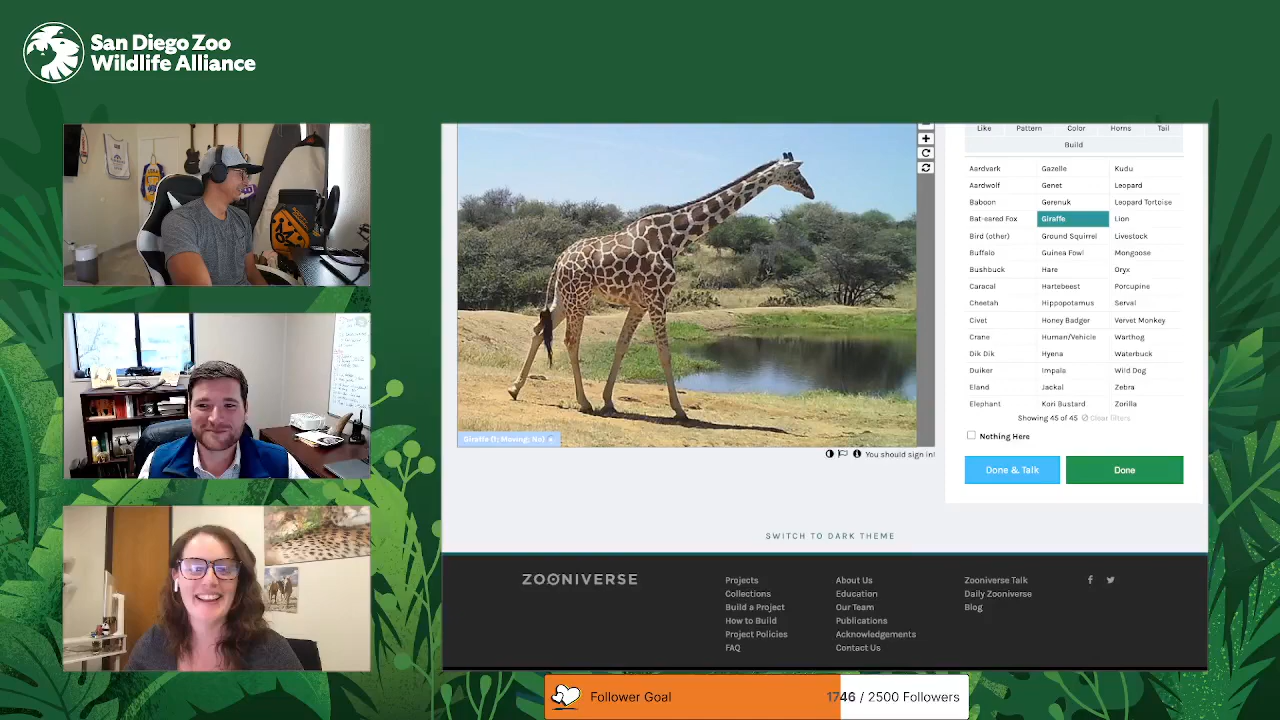 San Diego Zoo
Wildlife Alliance
Like Pattern Color Horns Tail
Build
Aardvark Gazelle Kudu
Aardwolf Genet Leopard
Baboon Gerenuk Leopard Tortoise
Bat-eared Fox Giraffe Lion
Bird (other) Ground Squirrel Livestock
Buffalo Guinea Fowl Mongoose
Bushbuck Hare Oryx
Caracal Hartebeest Porcupine
Cheetah Hippopotamus Serval
Civet Honey Badger Vervet Monkey
Crane Human/Vehicle Warthog
Dik Dik Hyena Waterbuck
Duiker Impala Wild Dog
Eland Jackal Zebra
Elephant Kori Bustard Zorilla
Showing 45 of 45 Clear filters
Nothing Here
Giraffe (1; Moving; No) ×
You should sign in!
Done & Talk Done
SWITCH TO DARK THEME
ZOONIVERSE
Projects About Us Zooniverse Talk
Collections Education Daily Zooniverse
Build a Project Our Team Blog
How to Build Publications
Project Policies Acknowledgements
FAQ Contact Us
Follower Goal 1746 / 2500 Followers